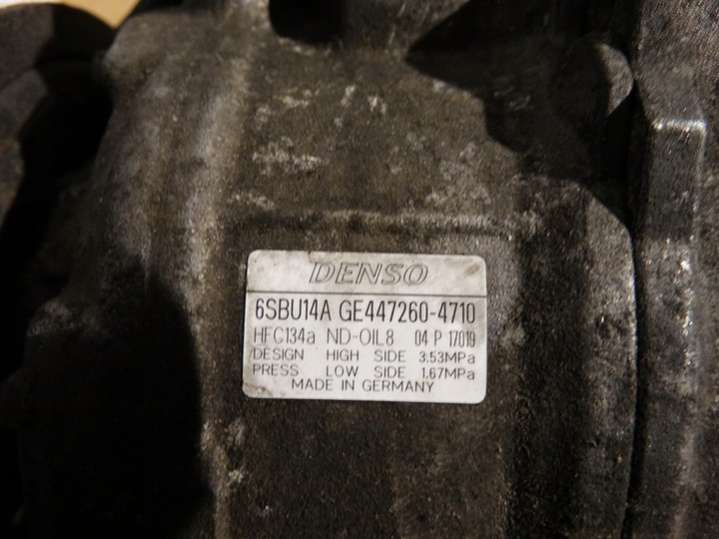 DENSO
6SBU14A GE447260-4710
HFC134a ND-OIL8 04 P 17019
DESIGN HIGH SIDE 3.53MPa
PRESS LOW SIDE 1.67MPa
MADE IN GERMANY